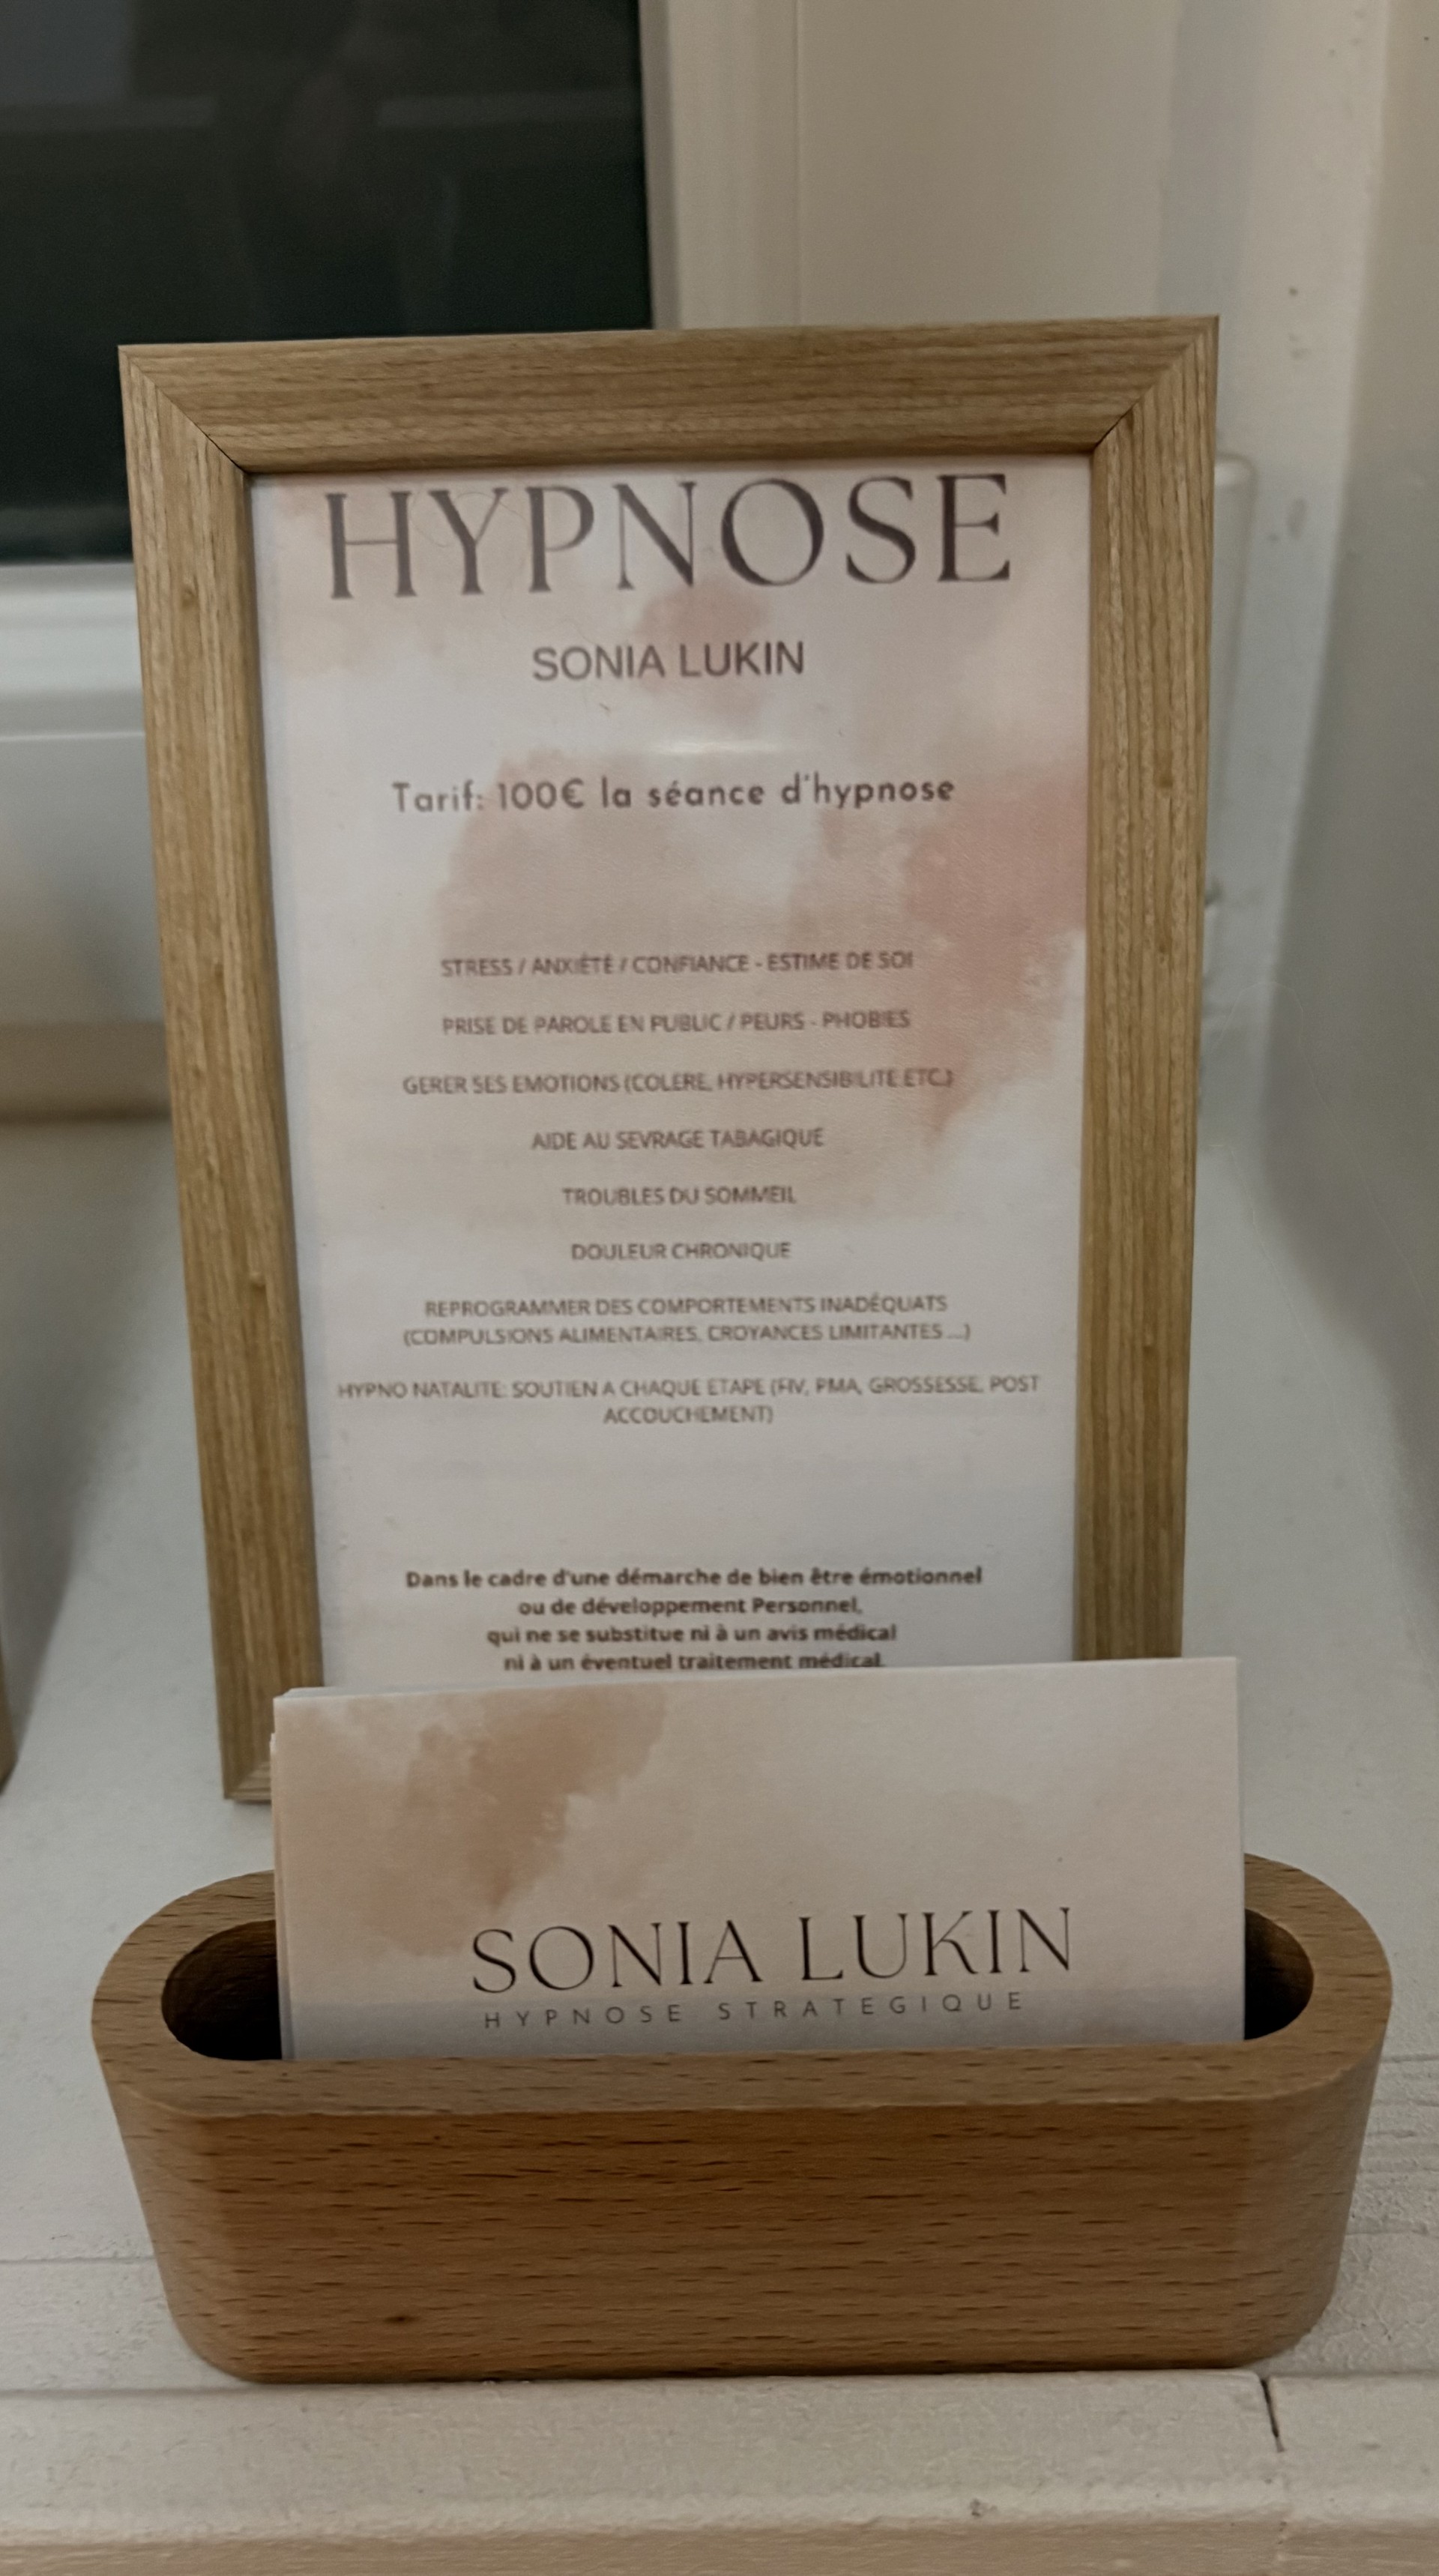 HYPNOSE
SONIA LUKIN
Tarif: 100€ la séance d'hypnose
STRESS / ANXIÉTÉ / CONFIANCE - ESTIME DE SOI
PRISE DE PAROLE EN PUBLIC / PEURS - PHOBIES
GERER SES EMOTIONS (COLERE, HYPERSENSIBILITE ETC.)
AIDE AU SEVRAGE TABAGIQUE
TROUBLES DU SOMMEIL
DOULEUR CHRONIQUE
REPROGRAMMER DES COMPORTEMENTS INADÉQUATS
(COMPULSIONS ALIMENTAIRES, CROYANCES LIMITANTES ...)
HYPNO NATALITE: SOUTIEN A CHAQUE ETAPE (FIV, PMA, GROSSESSE, POST
ACCOUCHEMENT)
Dans le cadre d'une démarche de bien être émotionnel
ou de développement Personnel,
qui ne se substitue ni à un avis médical
ni à un éventuel traitement médical.
SONIA LUKIN
HYPNOSE STRATEGIQUE